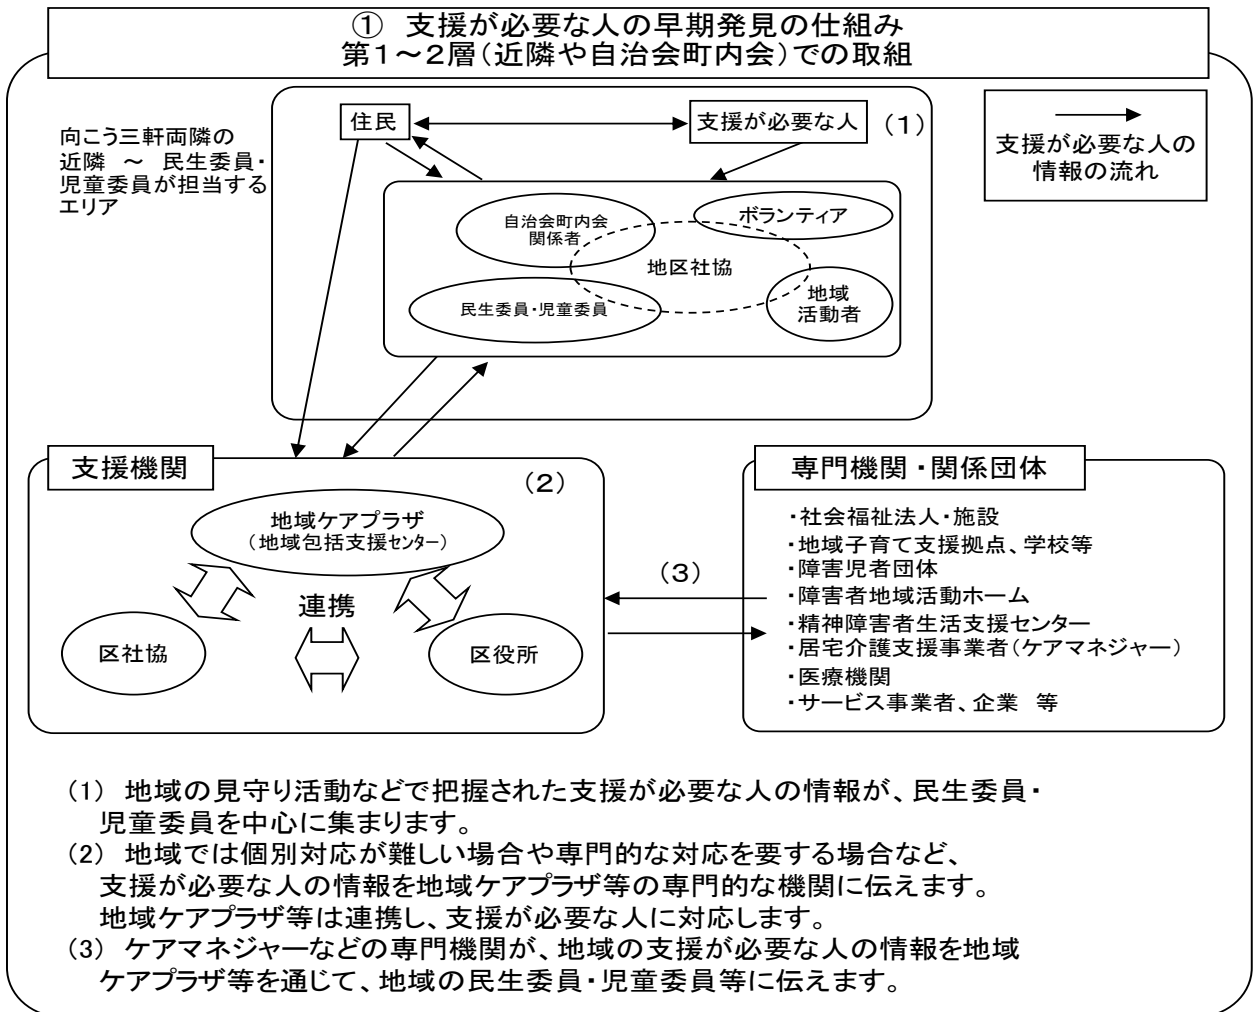 ① 支援が必要な人の早期発見の仕組み
第1～2層(近隣や自治会町内会)での取組
向こう三軒両隣の
近隣 ～ 民生委員・
児童委員が担当する
エリア
住民
支援が必要な人
(1)
支援が必要な人の
情報の流れ
自治会町内会
関係者
ボランティア
地区社協
民生委員・児童委員
地域
活動者
支援機関
(2)
地域ケアプラザ
(地域包括支援センター)
連携
区社協
区役所
(3)
専門機関・関係団体
・社会福祉法人・施設
・地域子育て支援拠点、学校等
・障害児者団体
・障害者地域活動ホーム
・精神障害者生活支援センター
・居宅介護支援事業者(ケアマネジャー)
・医療機関
・サービス事業者、企業 等
(1) 地域の見守り活動などで把握された支援が必要な人の情報が、民生委員・
児童委員を中心に集まります。
(2) 地域では個別対応が難しい場合や専門的な対応を要する場合など、
支援が必要な人の情報を地域ケアプラザ等の専門的な機関に伝えます。
地域ケアプラザ等は連携し、支援が必要な人に対応します。
(3) ケアマネジャーなどの専門機関が、地域の支援が必要な人の情報を地域
ケアプラザ等を通じて、地域の民生委員・児童委員等に伝えます。